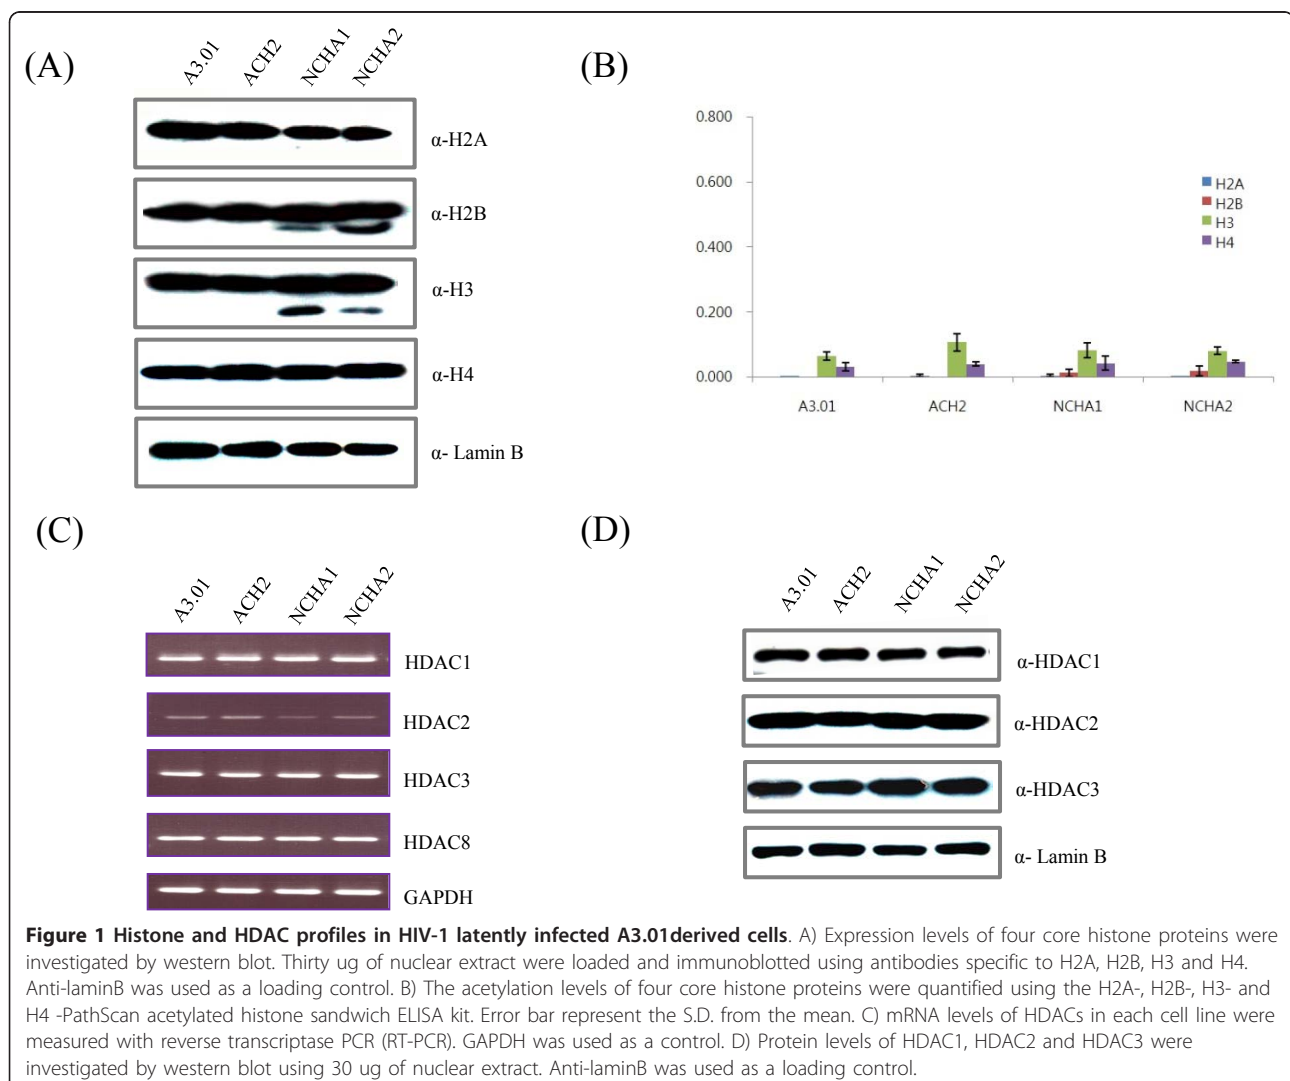 (A)
A3.01 ACH2 NCHA1 NCHA2
α-H2A
α-H2B
α-H3
α-H4
α- Lamin B
(B)
0.800
0.600
0.400
0.200
0.000
H2A
H2B
H3
H4
A3.01 ACH2 NCHA1 NCHA2
(C)
A3.01 ACH2 NCHA1 NCHA2
HDAC1
HDAC2
HDAC3
HDAC8
GAPDH
(D)
A3.01 ACH2 NCHA1 NCHA2
α-HDAC1
α-HDAC2
α-HDAC3
α- Lamin B
Figure 1 Histone and HDAC profiles in HIV-1 latently infected A3.01derived cells. A) Expression levels of four core histone proteins were
investigated by western blot. Thirty ug of nuclear extract were loaded and immunoblotted using antibodies specific to H2A, H2B, H3 and H4.
Anti-laminB was used as a loading control. B) The acetylation levels of four core histone proteins were quantified using the H2A-, H2B-, H3- and
H4 -PathScan acetylated histone sandwich ELISA kit. Error bar represent the S.D. from the mean. C) mRNA levels of HDACs in each cell line were
measured with reverse transcriptase PCR (RT-PCR). GAPDH was used as a control. D) Protein levels of HDAC1, HDAC2 and HDAC3 were
investigated by western blot using 30 ug of nuclear extract. Anti-laminB was used as a loading control.